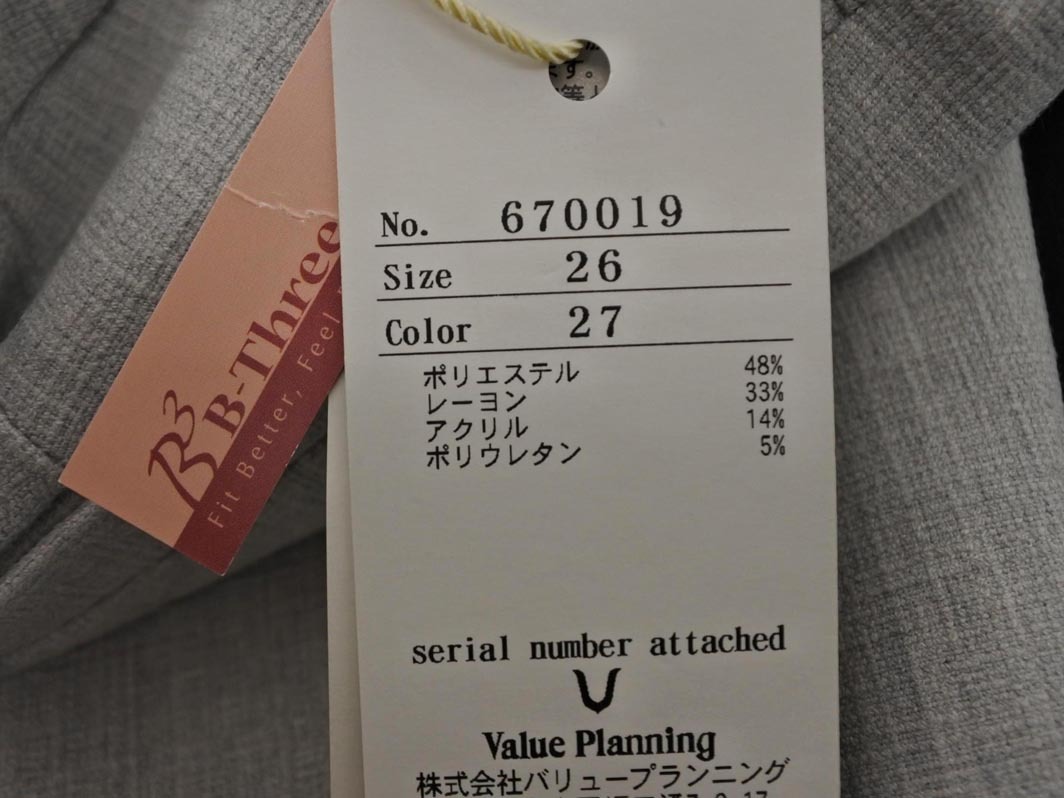 No. 670019
Size 26
Color 27
ポリエステル 48%
レーヨン 33%
アクリル 14%
ポリウレタン 5%
serial number attached
Value Planning
株式会社バリュープランニング
B-Three
Fit Better, Feel